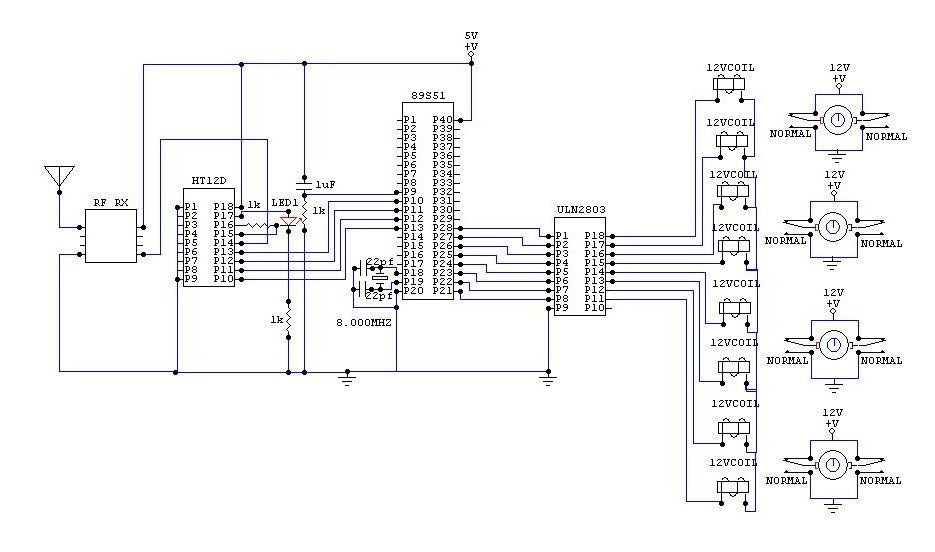 5V
+V
12VCOIL
12V
+V
NORMAL
NORMAL
12VCOIL
12VCOIL
12V
+V
NORMAL
NORMAL
12VCOIL
12VCOIL
12V
+V
NORMAL
NORMAL
12VCOIL
12VCOIL
12V
+V
NORMAL
NORMAL
12VCOIL
89S51
P1 P40
P2 P39
P3 P38
P4 P37
P5 P36
P6 P35
P7 P34
P8 P33
P9 P32
P10 P31
P11 P30
P12 P29
P13 P28
P14 P27
P15 P26
P16 P25
P17 P24
P18 P23
P19 P22
P20 P21
HT12D
P1 P18
P2 P17
P3 P16
P4 P15
P5 P14
P6 P13
P7 P12
P8 P11
P9 P10
RF RX
1k
LED1
1uF
1k
1k
22pf
22pf
8.000MHZ
ULN2803
P1 P18
P2 P17
P3 P16
P4 P15
P5 P14
P6 P13
P7 P12
P8 P11
P9 P10